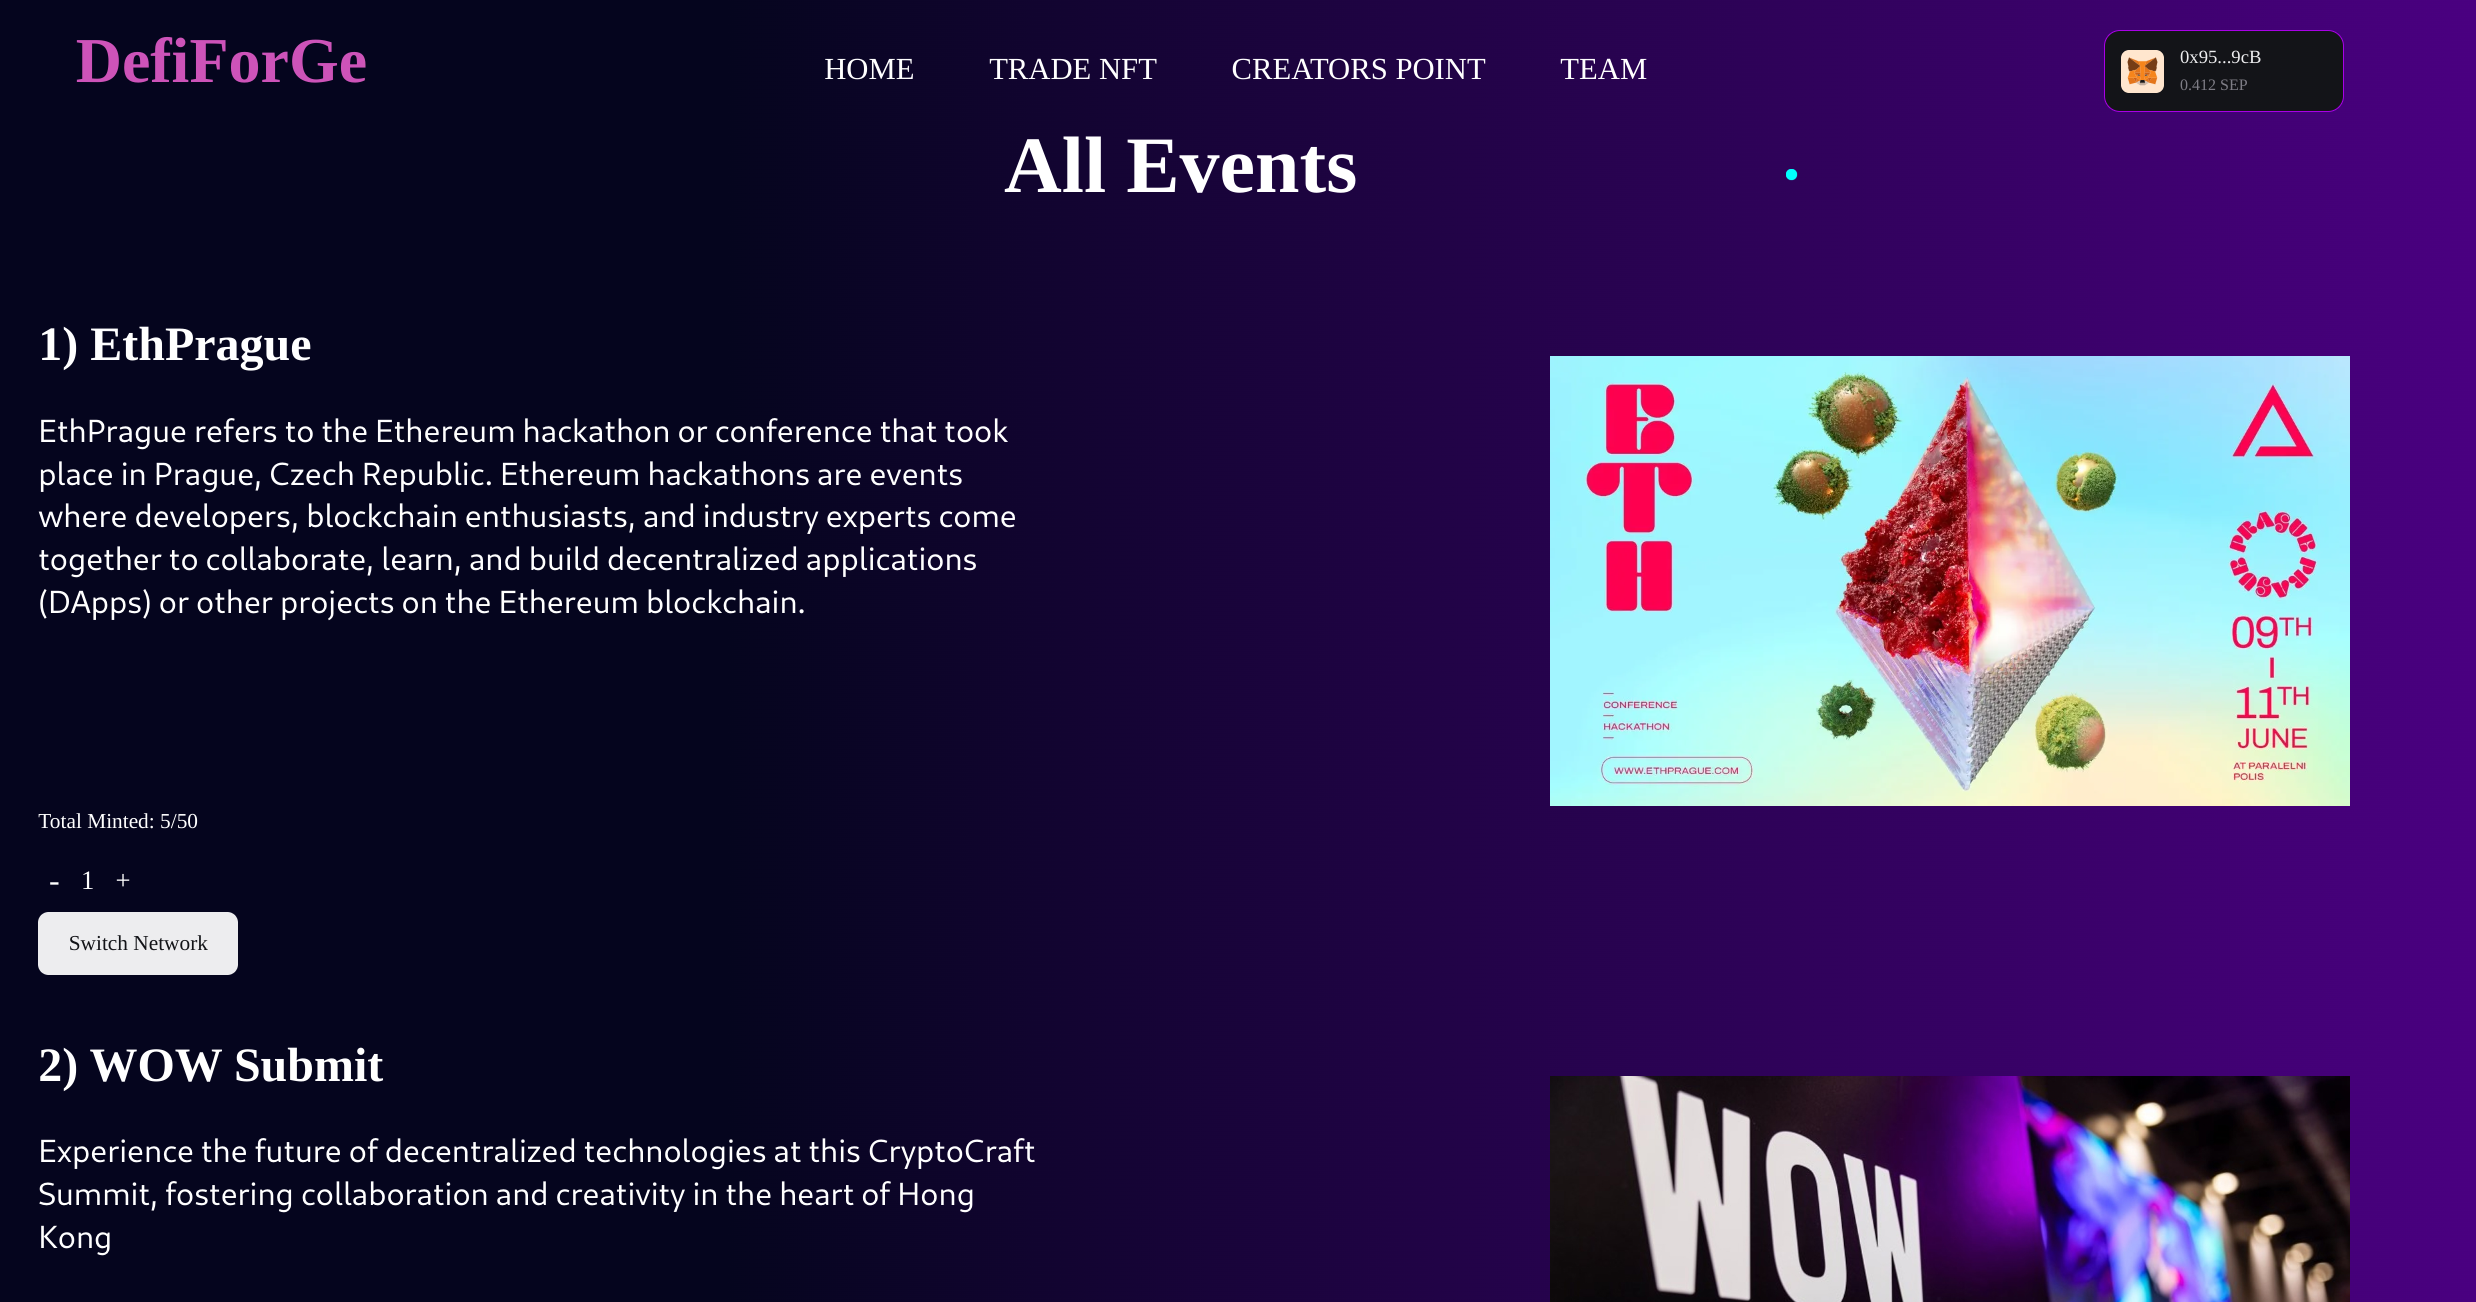 DefiForGe
HOME
TRADE NFT
CREATORS POINT
TEAM
0x95...9cB
0.412 SEP
All Events
1) EthPrague
EthPrague refers to the Ethereum hackathon or conference that took
place in Prague, Czech Republic. Ethereum hackathons are events
where developers, blockchain enthusiasts, and industry experts come
together to collaborate, learn, and build decentralized applications
(DApps) or other projects on the Ethereum blockchain.
ETH
PRAGUE PRAGUE
09TH
-
11TH
JUNE
AT PARALELNI
POLIS
CONFERENCE
HACKATHON
WWW.ETHPRAGUE.COM
Total Minted: 5/50
- 1 +
Switch Network
2) WOW Submit
Experience the future of decentralized technologies at this CryptoCraft
Summit, fostering collaboration and creativity in the heart of Hong
Kong
WOW